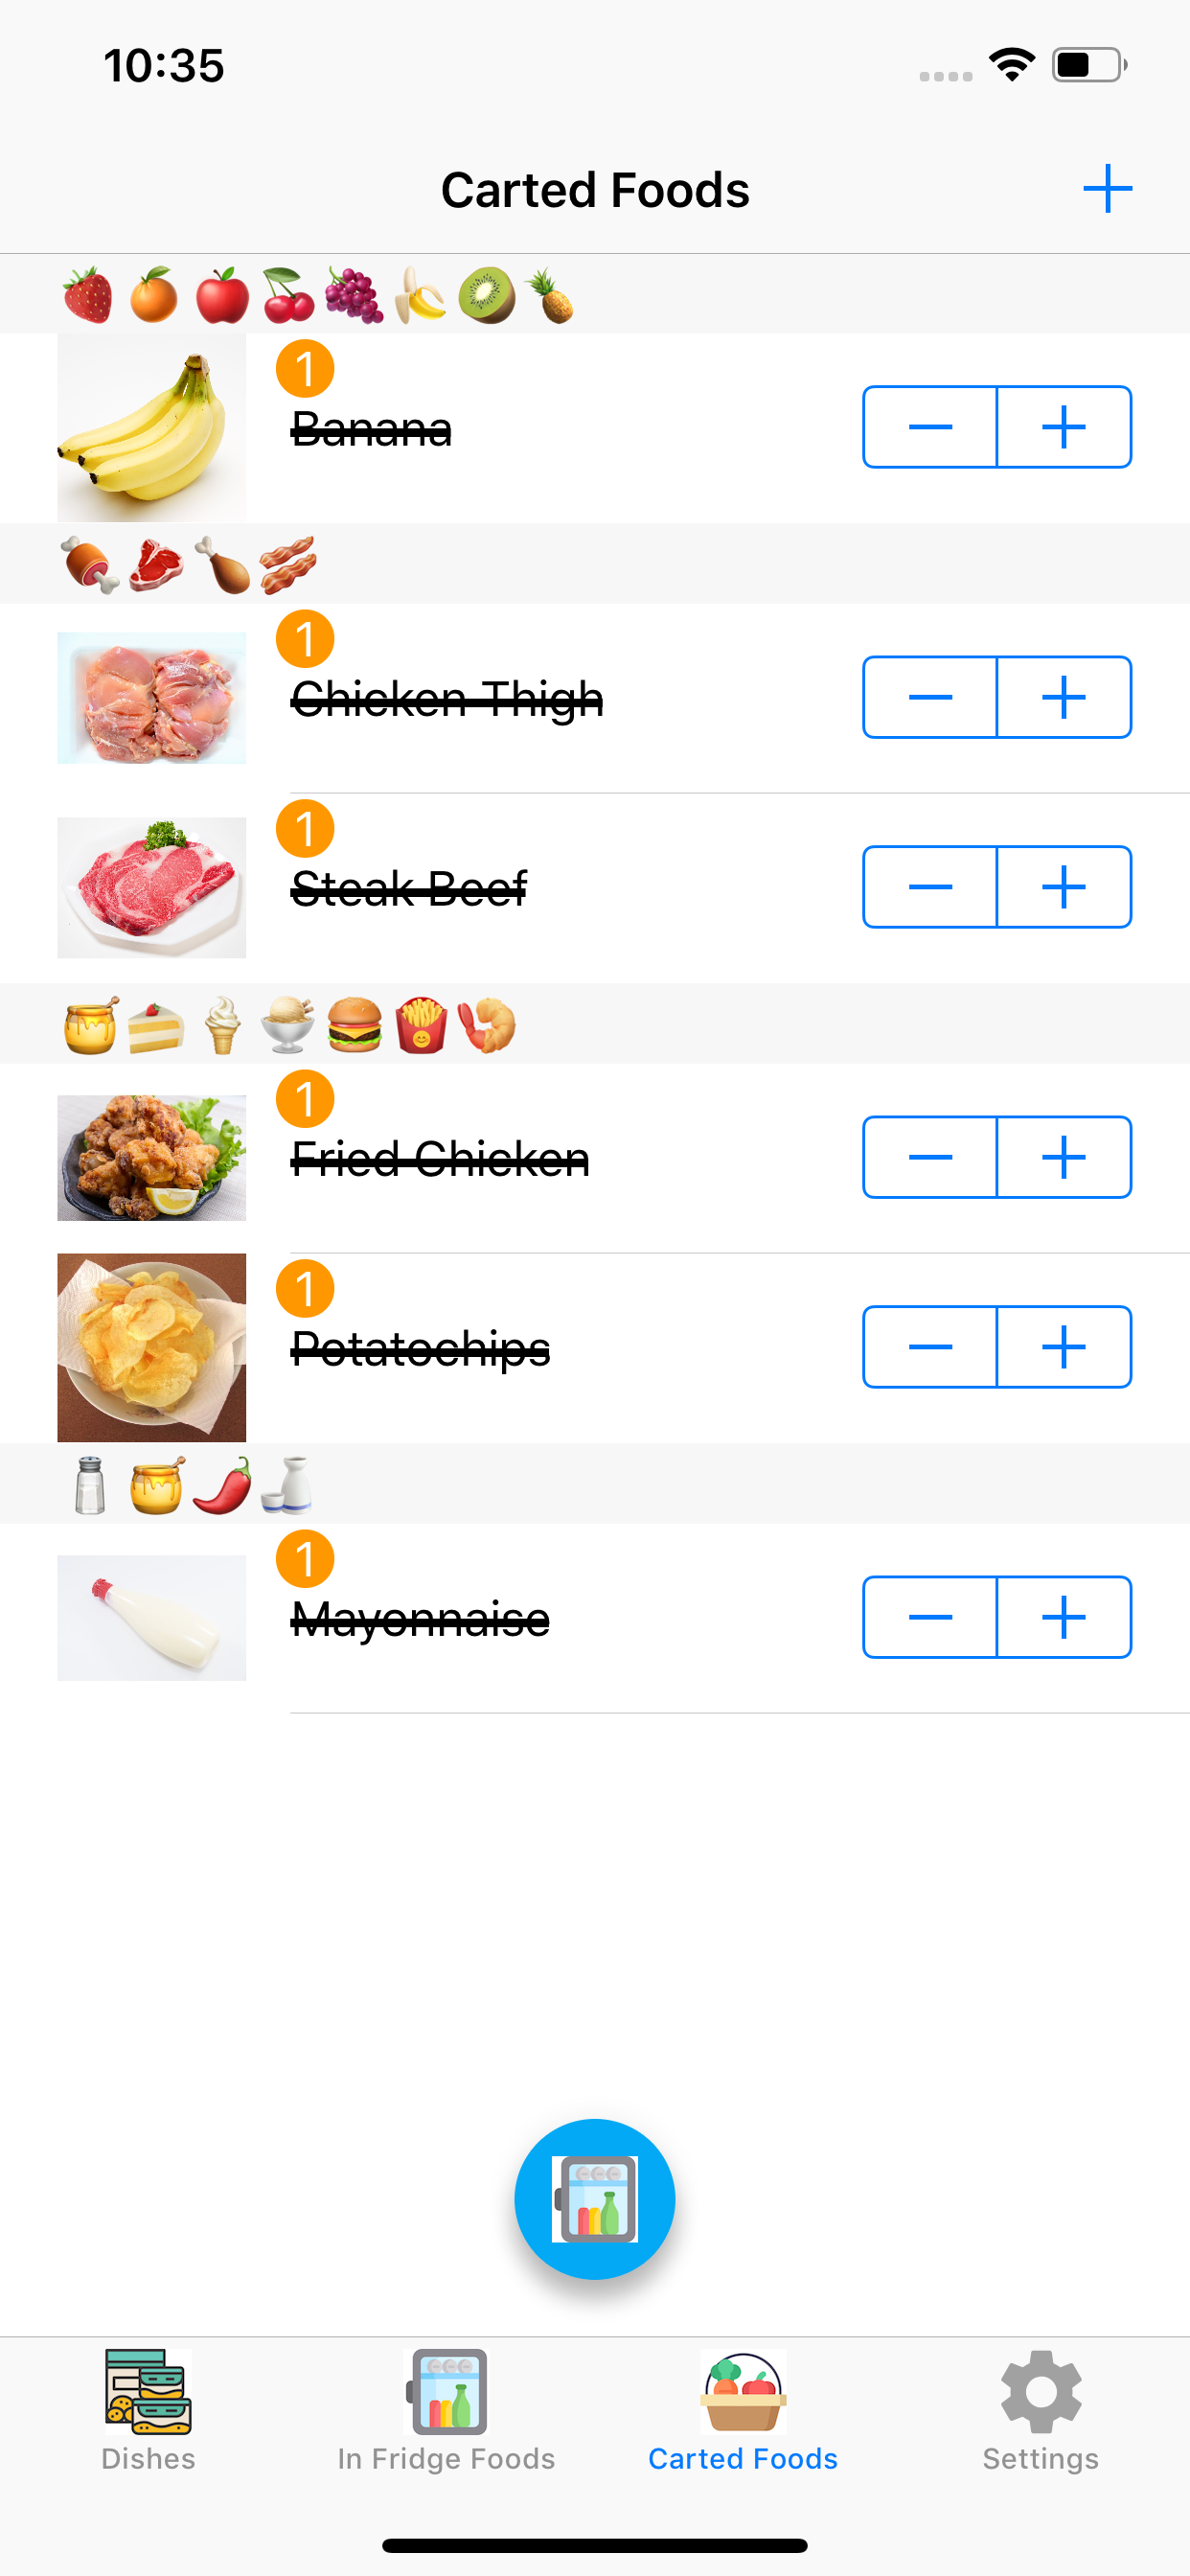 10:35
Carted Foods
1
Banana
1
Chicken Thigh
1
Steak Beef
1
Fried Chicken
1
Potatochips
1
Mayonnaise
Dishes
In Fridge Foods
Carted Foods
Settings